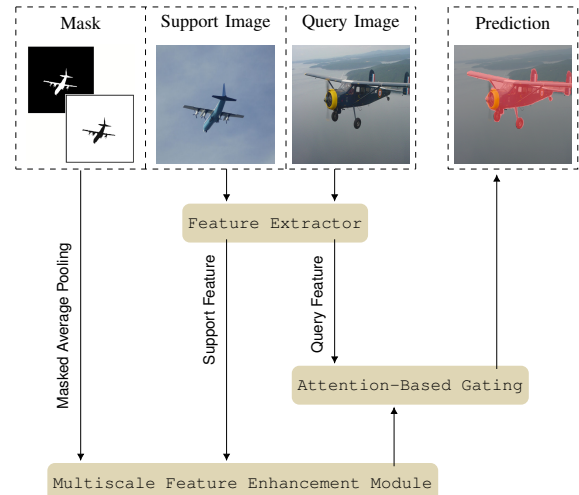 Mask
Support Image
Query Image
Prediction
Feature Extractor
Masked Average Pooling
Support Feature
Query Feature
Attention-Based Gating
Multiscale Feature Enhancement Module